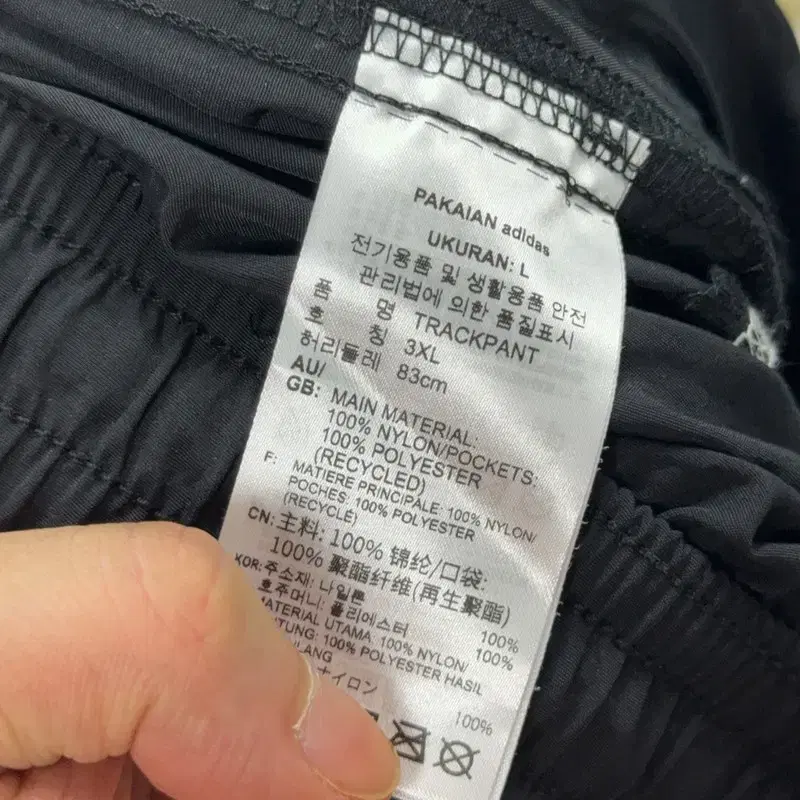 PAKAIAN adidas
UKURAN: L
전기용품 및 생활용품 안전
관리법에 의한 품질표시
품 명 TRACKPANT
호 칭 3XL
허리둘레 83cm
AU/
GB: MAIN MATERIAL:
100% NYLON/POCKETS:
100% POLYESTER
(RECYCLED)
F: MATIERE PRINCIPALE: 100% NYLON/
POCHES: 100% POLYESTER
(RECYCLÉ)
CN: 主料: 100% 锦纶/口袋:
100% 聚酯纤维(再生聚酯)
KOR: 주소재: 나일론 100%
호주머니: 폴리에스터 100%
MATERIAL UTAMA: 100% NYLON/
100% POLYESTER HASIL
ナイロン 100%